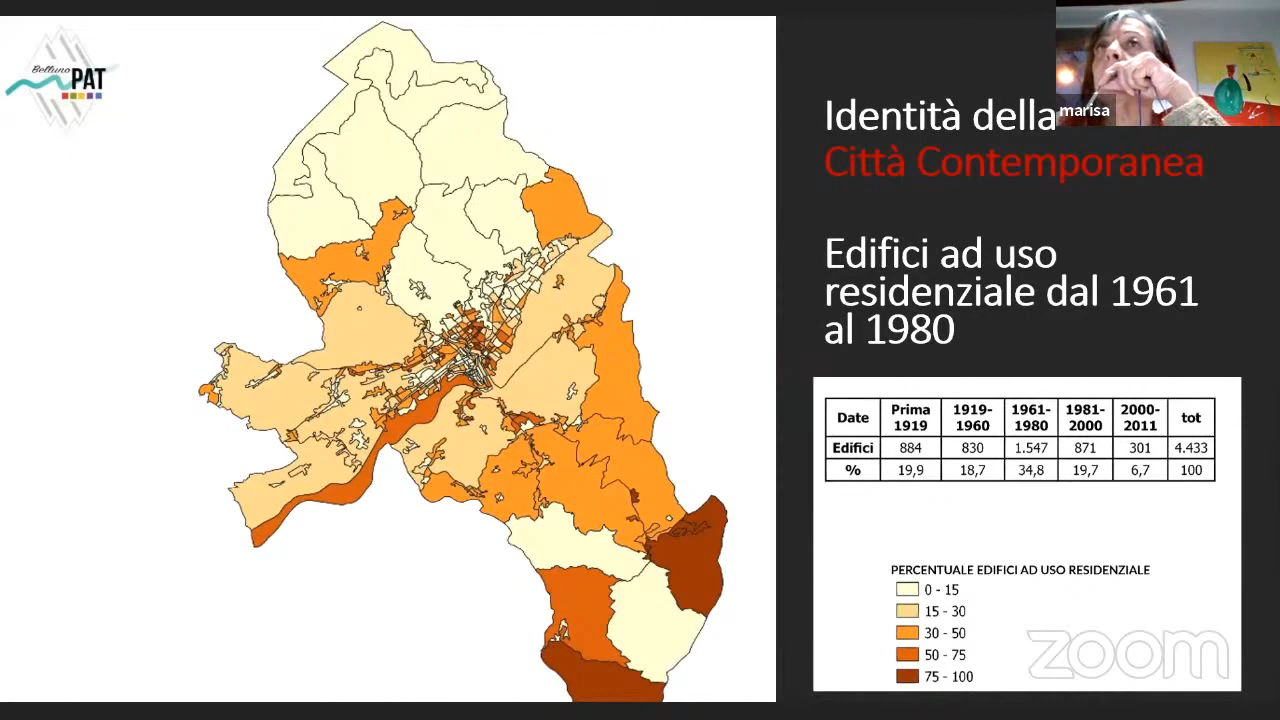 Belluno
PAT
marisa
Identità della
Città Contemporanea
Edifici ad uso
residenziale dal 1961
al 1980
Date Prima 1919 1919-1960 1961-1980 1981-2000 2000-2011 tot
Edifici 884 830 1.547 871 301 4.433
% 19,9 18,7 34,8 19,7 6,7 100
PERCENTUALE EDIFICI AD USO RESIDENZIALE
0 - 15
15 - 30
30 - 50
50 - 75
75 - 100
zoom